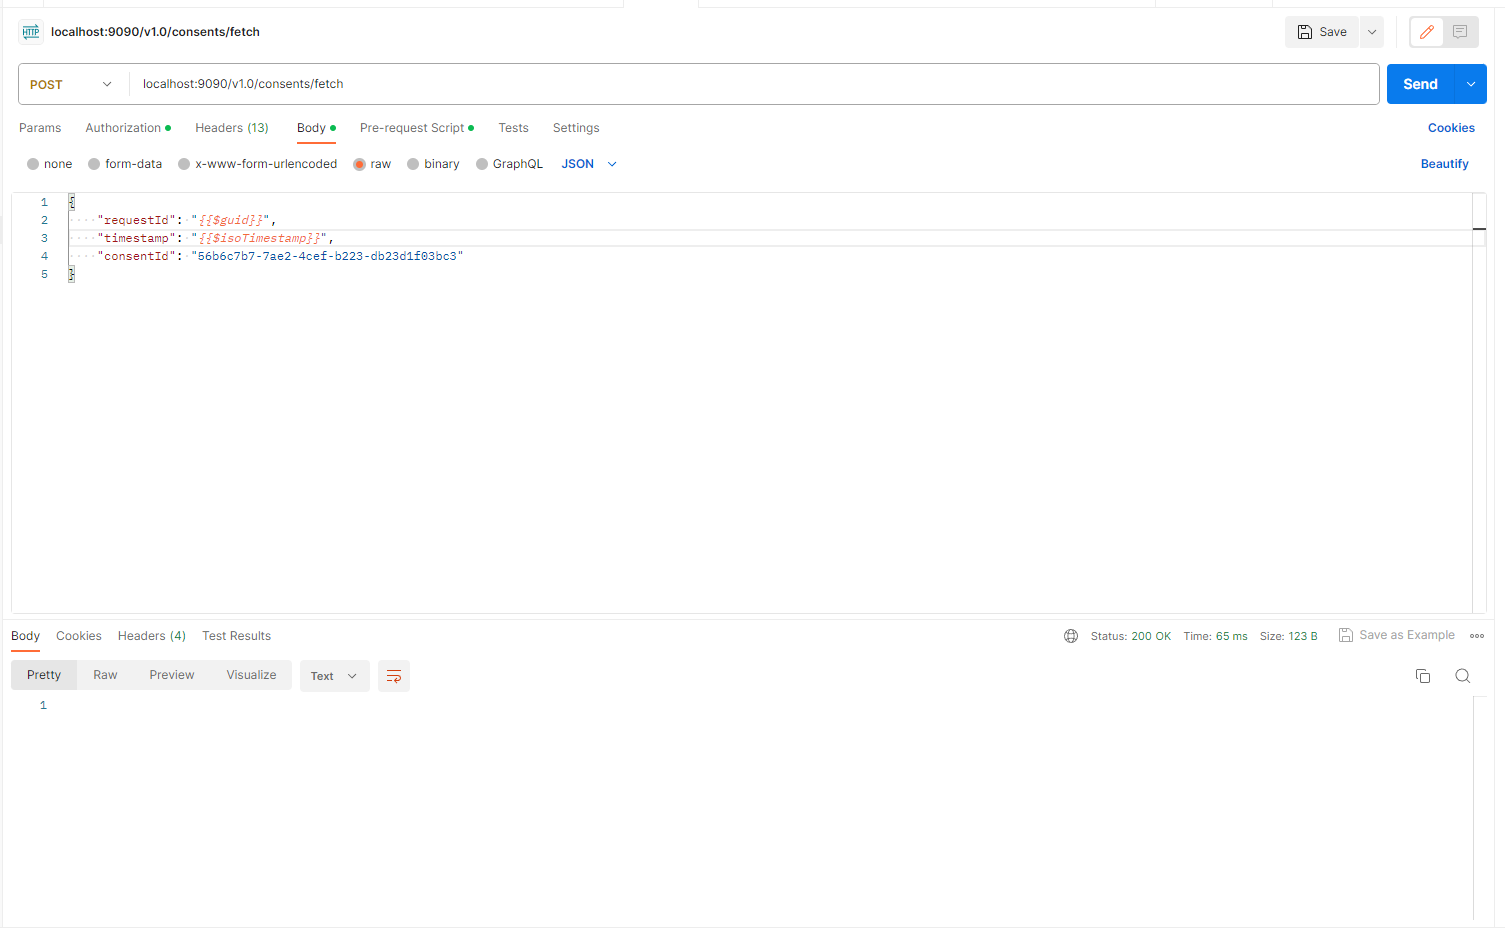 HTTP localhost:9090/v1.0/consents/fetch Save
POST localhost:9090/v1.0/consents/fetch Send
Params Authorization Headers (13) Body Pre-request Script Tests Settings Cookies
none form-data x-www-form-urlencoded raw binary GraphQL JSON Beautify
1 {
2 "requestId": "{{$guid}}",
3 "timestamp": "{{$isoTimestamp}}",
4 "consentId": "56b6c7b7-7ae2-4cef-b223-db23d1f03bc3"
5 }
Body Cookies Headers (4) Test Results Status: 200 OK Time: 65 ms Size: 123 B Save as Example
Pretty Raw Preview Visualize Text
1